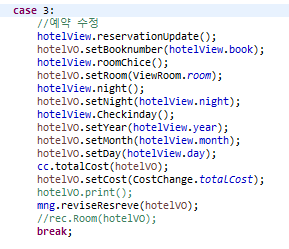 case 3:
//예약 수정
hotelView.reservationUpdate();
hotelVO.setBooknumber(hotelView.book);
hotelView.roomChice();
hotelVO.setRoom(ViewRoom.room);
hotelView.night();
hotelVO.setNight(hotelView.night);
hotelView.Checkinday();
hotelVO.setYear(hotelView.year);
hotelVO.setMonth(hotelView.month);
hotelVO.setDay(hotelView.day);
cc.totalCost(hotelVO);
hotelVO.setCost(CostChange.totalCost);
hotelVO.print();
mng.reviseResreve(hotelVO);
//rec.Room(hotelVO);
break;